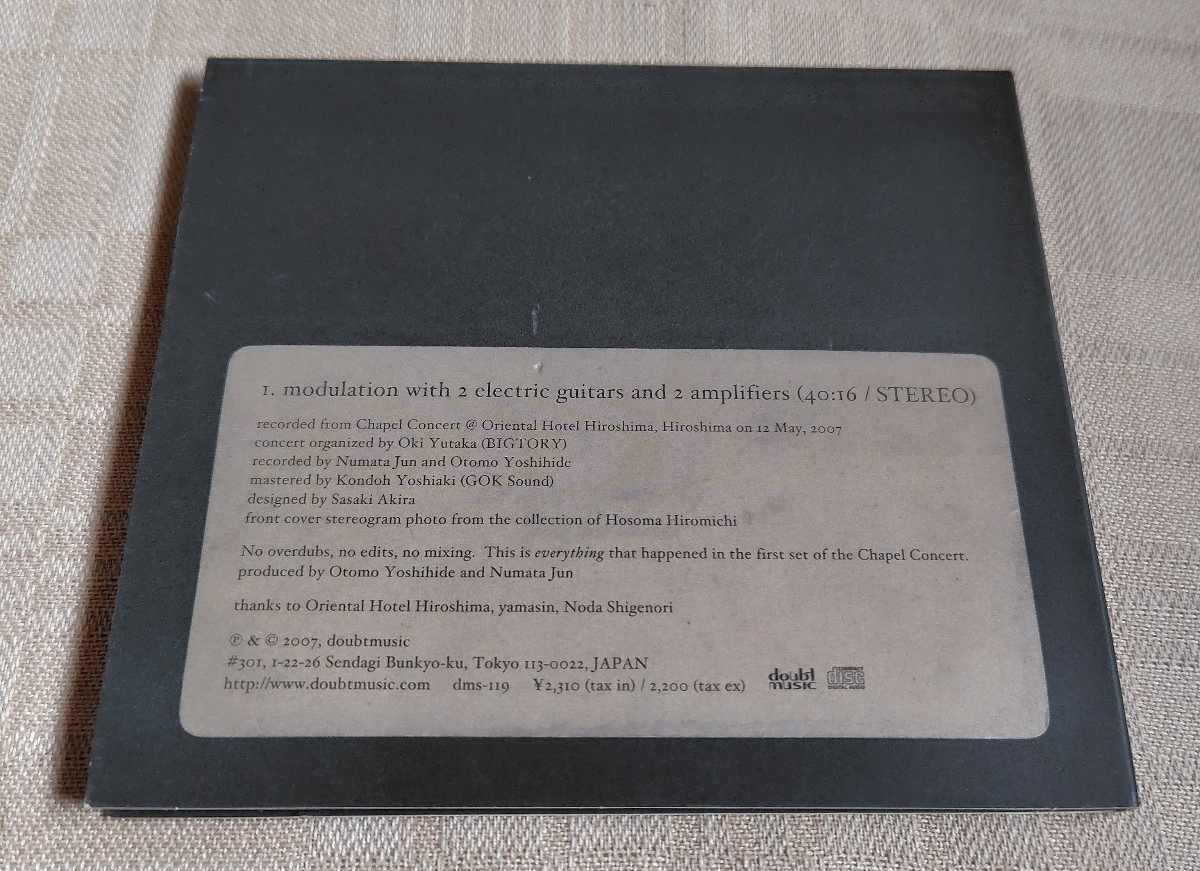 1. modulation with 2 electric guitars and 2 amplifiers (40:16 / STEREO)
recorded from Chapel Concert @ Oriental Hotel Hiroshima, Hiroshima on 12 May, 2007
concert organized by Oki Yutaka (BIGTORY)
recorded by Numata Jun and Otomo Yoshihide
mastered by Kondoh Yoshiaki (GOK Sound)
designed by Sasaki Akira
front cover stereogram photo from the collection of Hosoma Hiromichi
No overdubs, no edits, no mixing. This is everything that happened in the first set of the Chapel Concert.
produced by Otomo Yoshihide and Numata Jun
thanks to Oriental Hotel Hiroshima, yamasin, Noda Shigenori
℗ & © 2007, doubtmusic
#301, 1-22-26 Sendagi Bunkyo-ku, Tokyo 113-0022, JAPAN
http://www.doubtmusic.com dms-119 ¥2,310 (tax in) / 2,200 (tax ex)
doubt music
COMPACT disc DIGITAL AUDIO